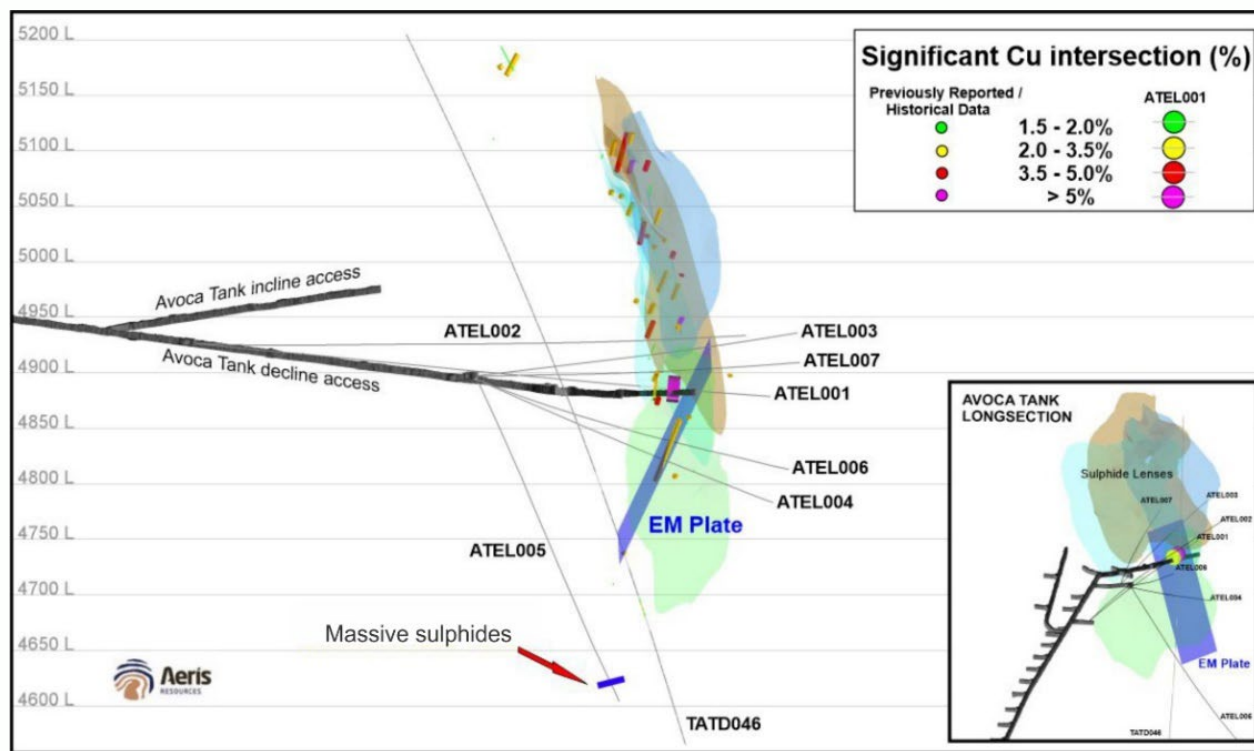 5200 L
5150 L
5100 L
5050 L
5000 L
4950 L
4900 L
4850 L
4800 L
4750 L
4700 L
4650 L
4600 L
Significant Cu intersection (%)
Previously Reported /
Historical Data
ATEL001
1.5 - 2.0%
2.0 - 3.5%
3.5 - 5.0%
> 5%
Avoca Tank incline access
Avoca Tank decline access
ATEL002
ATEL003
ATEL007
ATEL001
ATEL006
ATEL004
EM Plate
ATEL005
Massive sulphides
TATD046
Aeris
RESOURCES
AVOCA TANK
LONGSECTION
Sulphide Lenses
ATEL007
ATEL003
ATEL002
ATEL001
ATEL004
EM Plate
TATD046